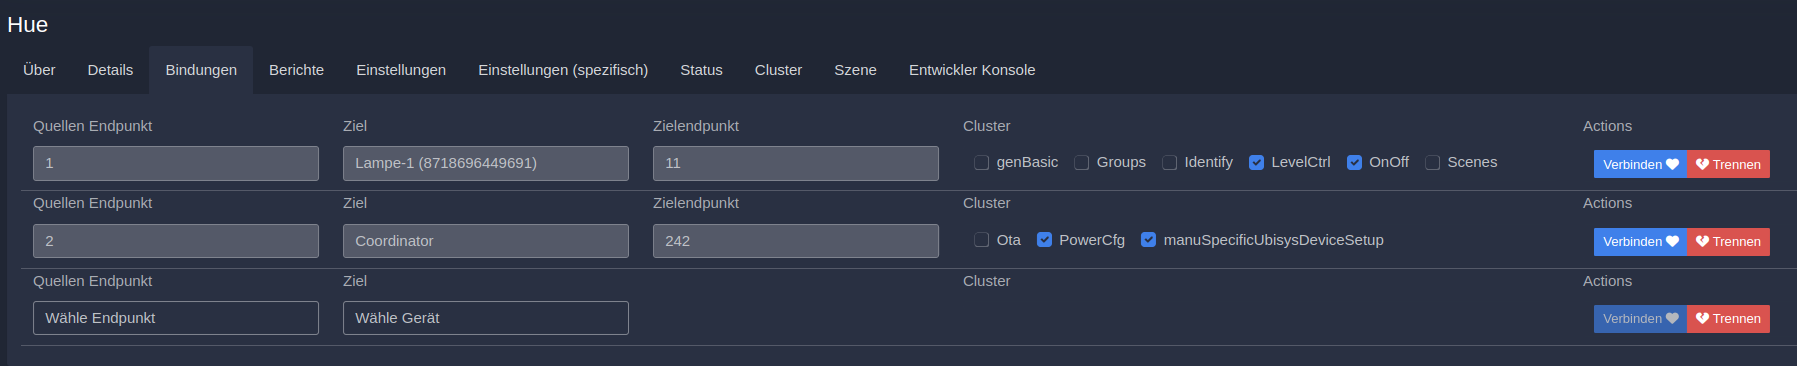 Hue
Über Details Bindungen Berichte Einstellungen Einstellungen (spezifisch) Status Cluster Szene Entwickler Konsole
Quellen Endpunkt Ziel Zielendpunkt Cluster Actions
1 Lampe-1 (8718696449691) 11 genBasic Groups Identify LevelCtrl OnOff Scenes Verbinden Trennen
Quellen Endpunkt Ziel Zielendpunkt Cluster Actions
2 Coordinator 242 Ota PowerCfg manuSpecificUbisysDeviceSetup Verbinden Trennen
Quellen Endpunkt Ziel Cluster Actions
Wähle Endpunkt Wähle Gerät Verbinden Trennen